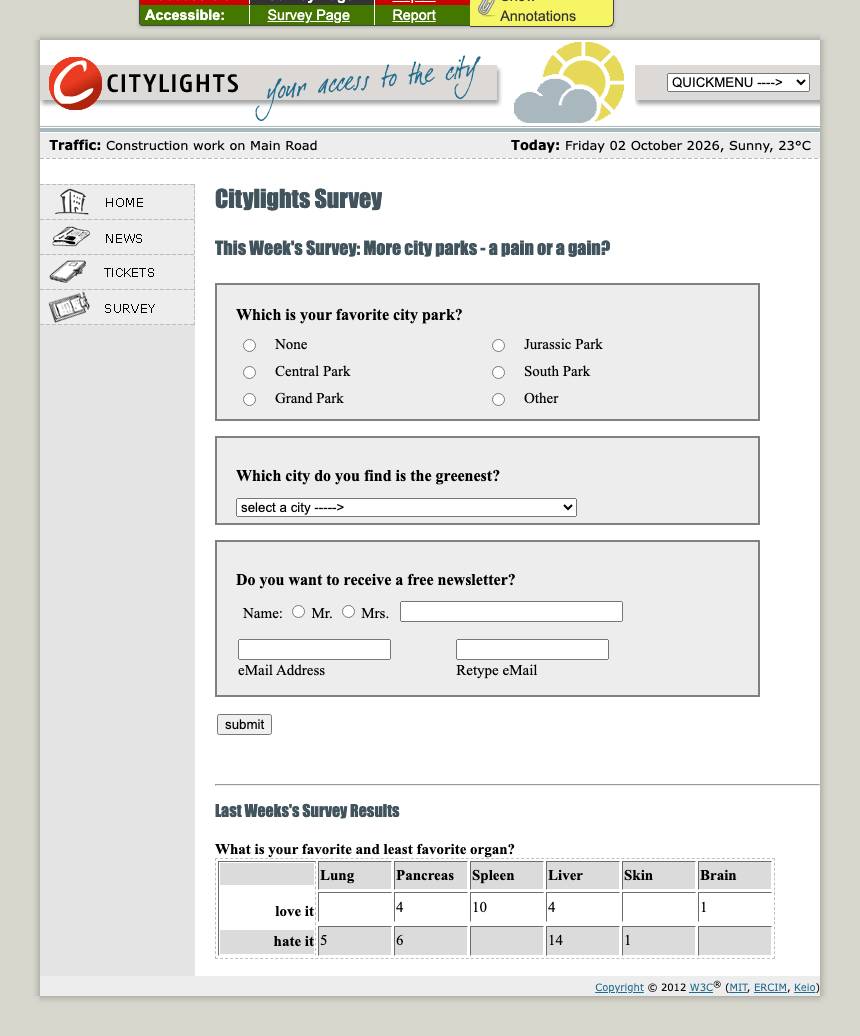 Accessible: Survey Page Report
Annotations
CITYLIGHTS your access to the city
QUICKMENU ---->
Traffic: Construction work on Main Road
Today: Friday 02 October 2026, Sunny, 23°C
HOME
NEWS
TICKETS
SURVEY
Citylights Survey
This Week's Survey: More city parks - a pain or a gain?
Which is your favorite city park?
None Jurassic Park
Central Park South Park
Grand Park Other
Which city do you find is the greenest?
select a city ----->
Do you want to receive a free newsletter?
Name: Mr. Mrs.
eMail Address Retype eMail
submit
Last Weeks's Survey Results
What is your favorite and least favorite organ?
Lung Pancreas Spleen Liver Skin Brain
love it 4 10 4 1
hate it 5 6 14 1
Copyright © 2012 W3C® (MIT, ERCIM, Keio)